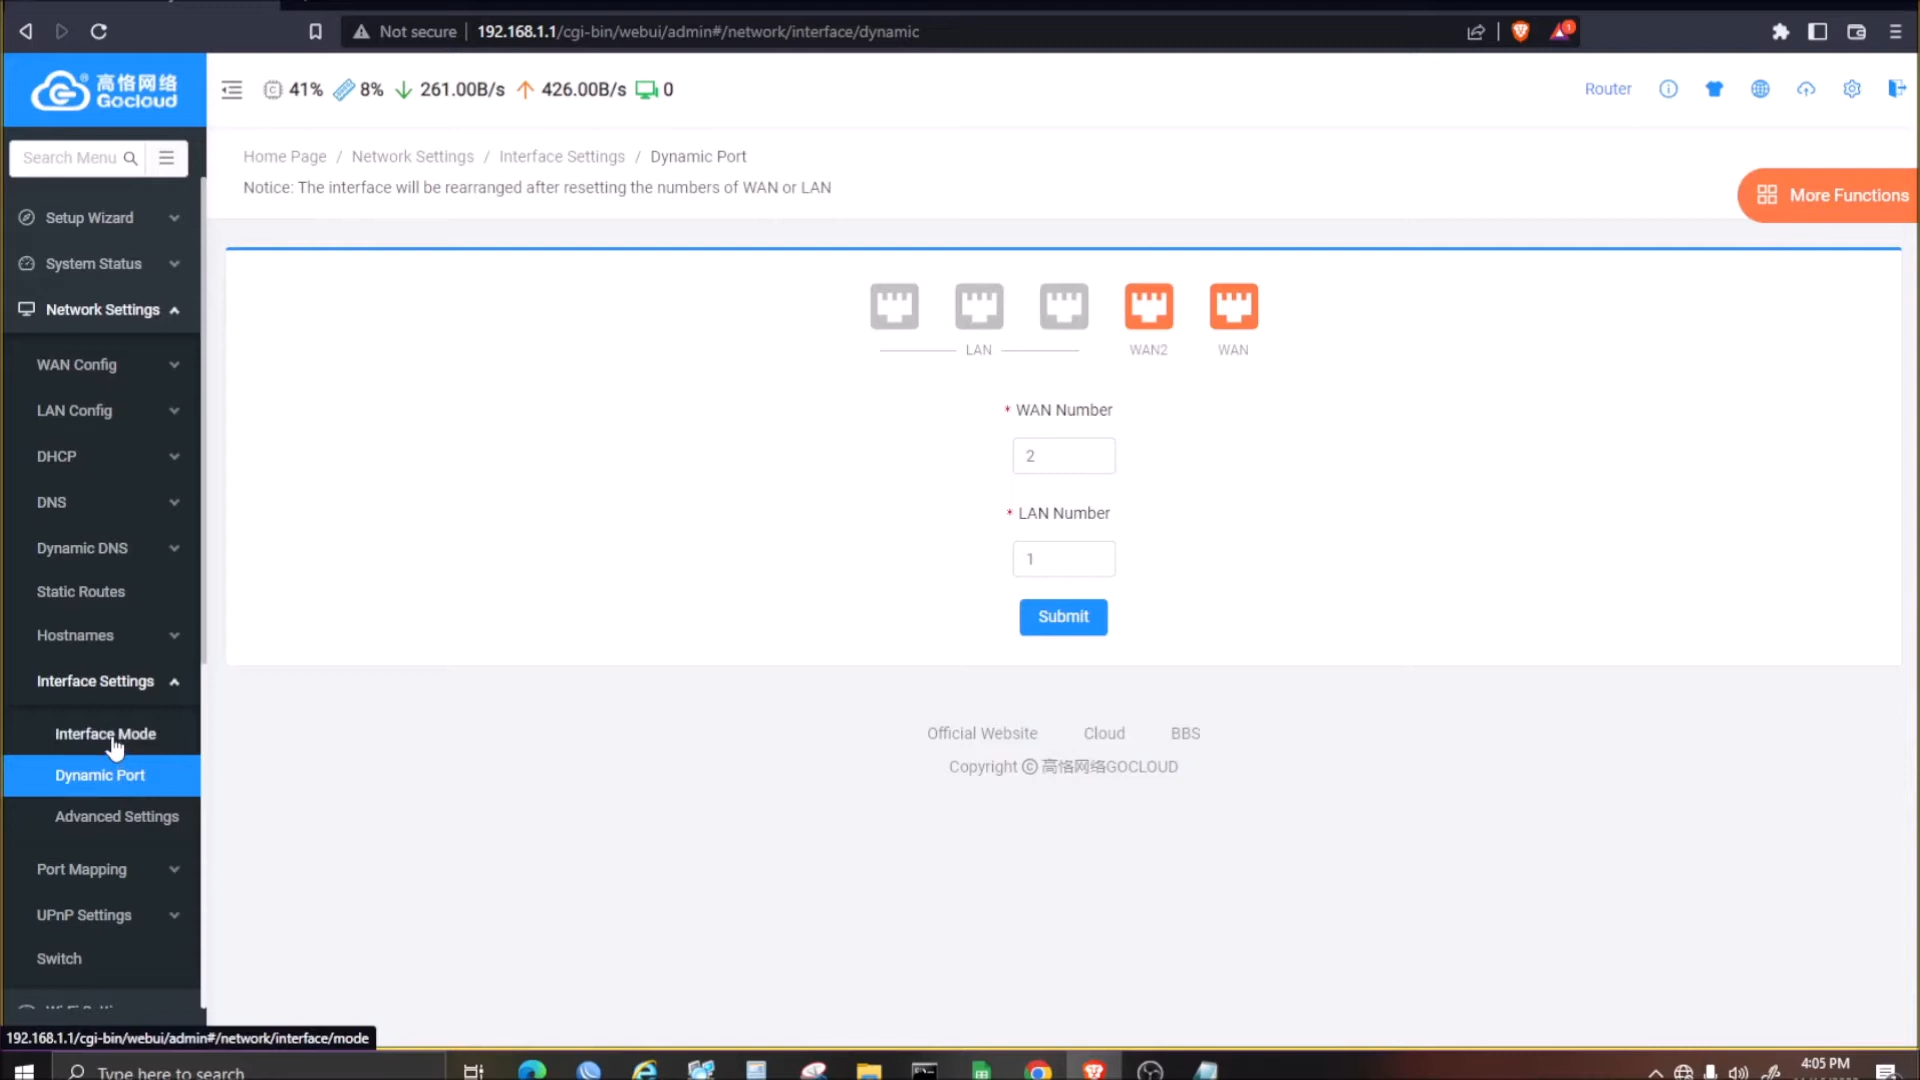 Not secure
192.168.1.1/cgi-bin/webui/admin#/network/interface/dynamic
1
高恪网络
Gocloud
®
41%
8%
261.00B/s
426.00B/s
0
Router
Search Menu
Home Page / Network Settings / Interface Settings / Dynamic Port
Notice: The interface will be rearranged after resetting the numbers of WAN or LAN
More Functions
Setup Wizard
System Status
Network Settings
WAN Config
LAN Config
DHCP
DNS
Dynamic DNS
Static Routes
Hostnames
Interface Settings
Interface Mode
Dynamic Port
Advanced Settings
Port Mapping
UPnP Settings
Switch
LAN
WAN2
WAN
* WAN Number
2
* LAN Number
1
Submit
Official Website
Cloud
BBS
Copyright © 高恪网络GOCLOUD
192.168.1.1/cgi-bin/webui/admin#/network/interface/mode
Type here to search
4:05 PM